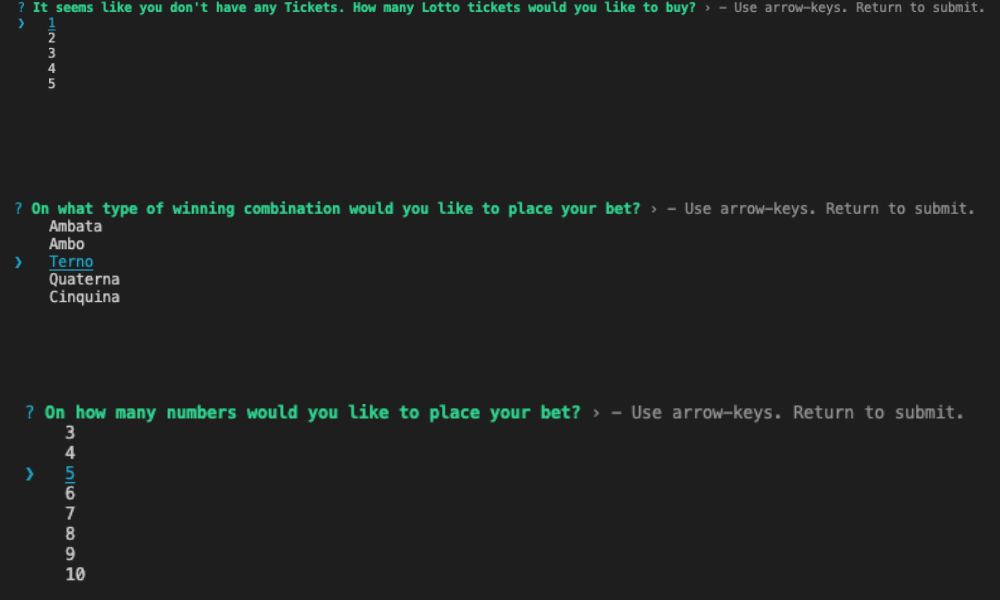 ? It seems like you don't have any Tickets. How many Lotto tickets would you like to buy? › - Use arrow-keys. Return to submit.
❯ 1
2
3
4
5
? On what type of winning combination would you like to place your bet? › - Use arrow-keys. Return to submit.
Ambata
Ambo
❯ Terno
Quaterna
Cinquina
? On how many numbers would you like to place your bet? › - Use arrow-keys. Return to submit.
3
4
❯ 5
6
7
8
9
10